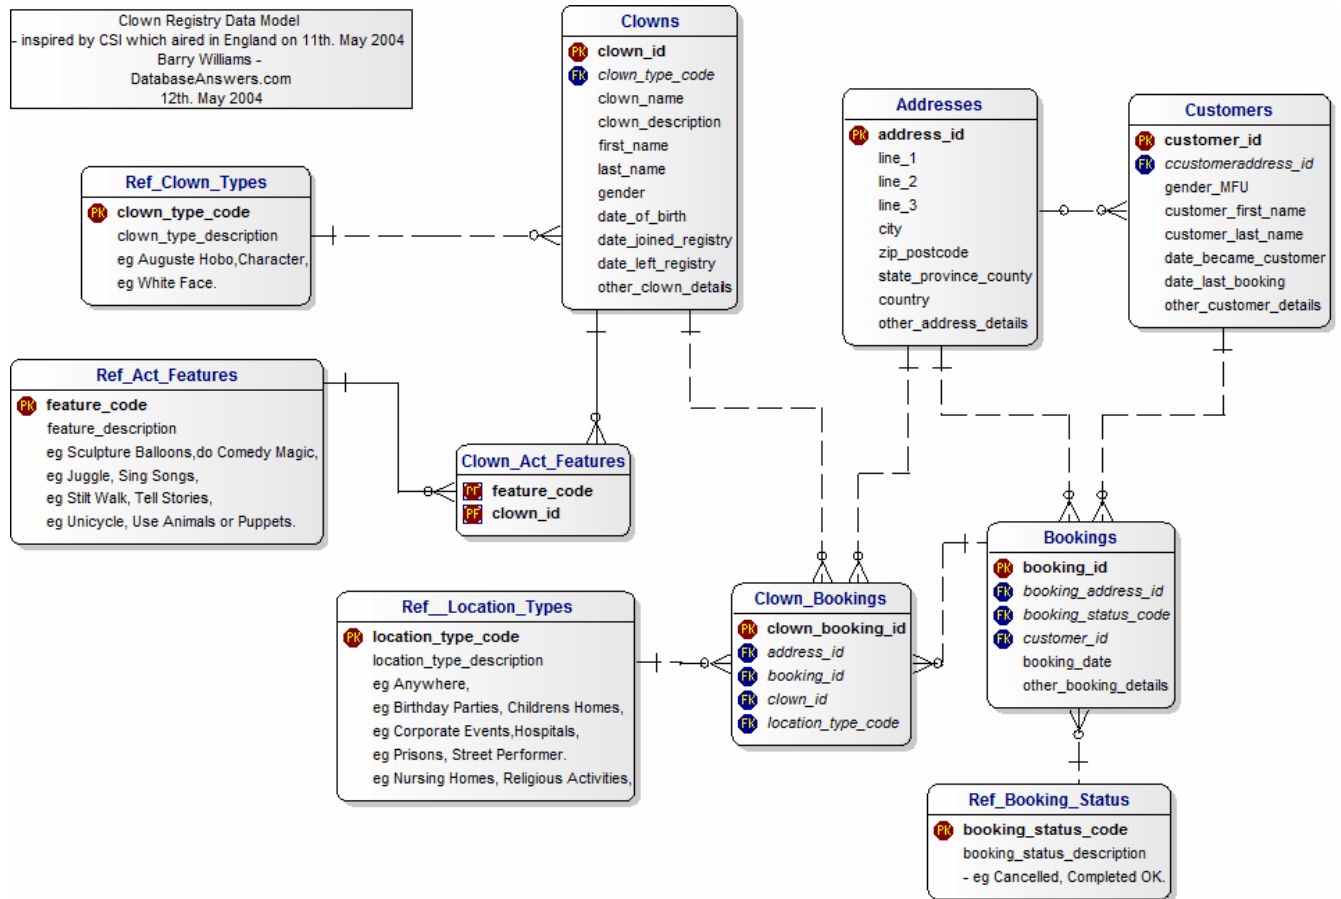 Clown Registry Data Model
- inspired by CSI which aired in England on 11th. May 2004
Barry Williams -
DatabaseAnswers.com
12th. May 2004
Clowns
PK clown_id
FK clown_type_code
clown_name
clown_description
first_name
last_name
gender
date_of_birth
date_joined_registry
date_left_registry
other_clown_details
Addresses
PK address_id
line_1
line_2
line_3
city
zip_postcode
state_province_county
country
other_address_details
Customers
PK customer_id
FK ccustomeraddress_id
gender_MFU
customer_first_name
customer_last_name
date_became_customer
date_last_booking
other_customer_details
Ref_Clown_Types
PK clown_type_code
clown_type_description
eg Auguste Hobo,Character,
eg White Face.
Ref_Act_Features
PK feature_code
feature_description
eg Sculpture Balloons,do Comedy Magic,
eg Juggle, Sing Songs,
eg Stilt Walk, Tell Stories,
eg Unicycle, Use Animals or Puppets.
Clown_Act_Features
PF feature_code
PF clown_id
Ref__Location_Types
PK location_type_code
location_type_description
eg Anywhere,
eg Birthday Parties, Childrens Homes,
eg Corporate Events,Hospitals,
eg Prisons, Street Performer.
eg Nursing Homes, Religious Activities,
Clown_Bookings
PK clown_booking_id
FK address_id
FK booking_id
FK clown_id
FK location_type_code
Bookings
PK booking_id
FK booking_address_id
FK booking_status_code
FK customer_id
booking_date
other_booking_details
Ref_Booking_Status
PK booking_status_code
booking_status_description
- eg Cancelled, Completed OK.